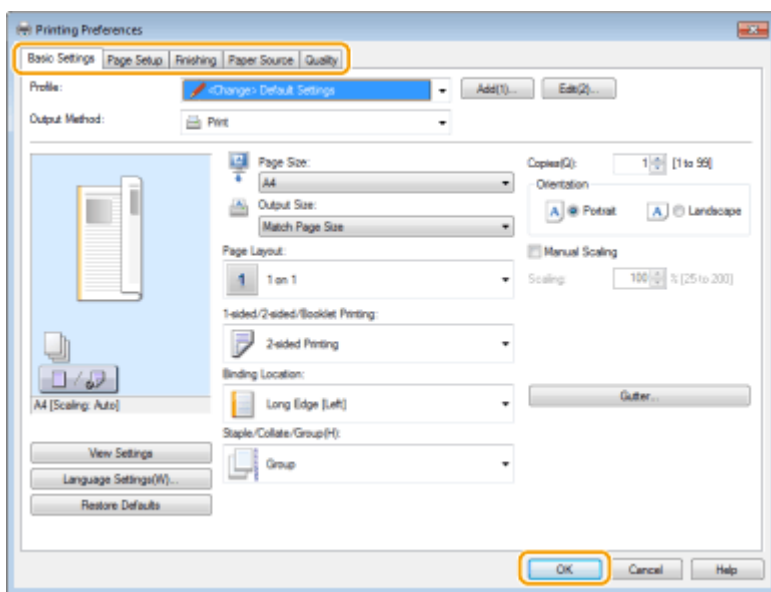 Printing Preferences
Basic Settings Page Setup Finishing Paper Source Quality
Profile: <Change> Default Settings Add(1)... Edit(2)...
Output Method: Print
Page Size: Copies(Q): 1 [1 to 99]
A4 Orientation
Output Size: A Portrait A Landscape
Match Page Size
Page Layout: Manual Scaling
1 1 on 1 Scaling: 100 % [25 to 200]
1-sided/2-sided/Booklet Printing:
2-sided Printing
Binding Location:
Long Edge [Left] Gutter...
A4 [Scaling: Auto]
Staple/Collate/Group(H):
View Settings Group
Language Settings(W)...
Restore Defaults
OK Cancel Help